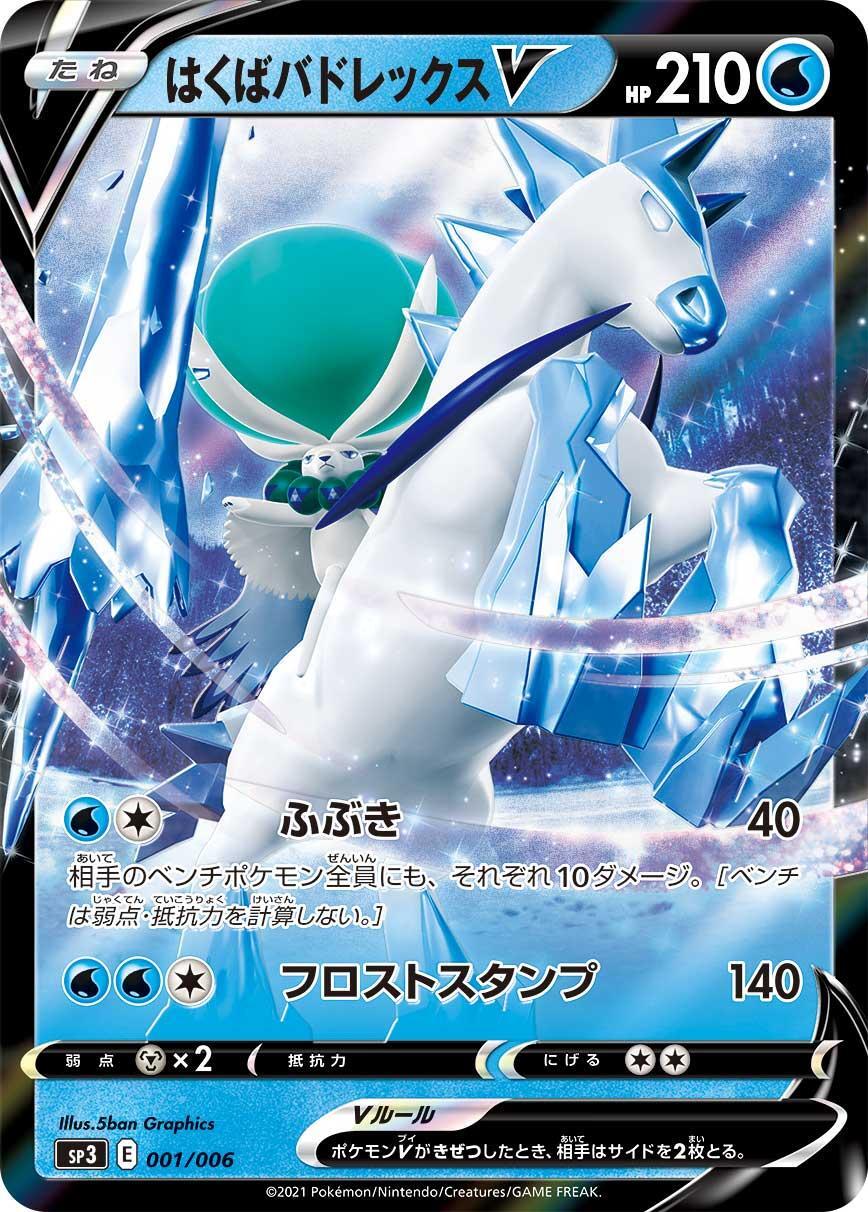 たね
はくばバドレックスV
HP210
ふぶき 40
相手のベンチポケモン全員にも、それぞれ10ダメージ。[ベンチ
は弱点・抵抗力を計算しない。]
フロストスタンプ 140
弱点 ×2 抵抗力 にげる
Illus.5ban Graphics
SP3 E 001/006
Vルール
ポケモンVがきぜつしたとき、相手はサイドを2枚とる。
©2021 Pokémon/Nintendo/Creatures/GAME FREAK.